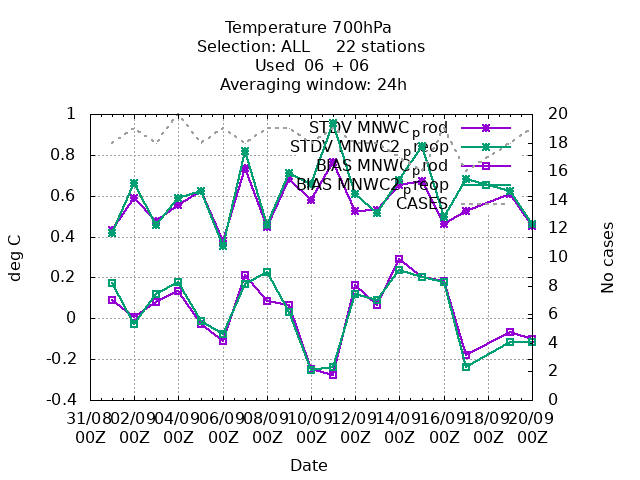 Temperature 700hPa
Selection: ALL 22 stations
Used 06 + 06
Averaging window: 24h
1
0.8
0.6
0.4
0.2
0
-0.2
-0.4
deg C
20
18
16
14
12
10
8
6
4
2
0
No cases
STDV MNWC_prod
STDV MNWC2_preop
BIAS MNWC_prod
BIAS MNWC2_preop
CASES
31/08 02/09 04/09 06/09 08/09 10/09 12/09 14/09 16/09 18/09 20/09
00Z 00Z 00Z 00Z 00Z 00Z 00Z 00Z 00Z 00Z 00Z
Date